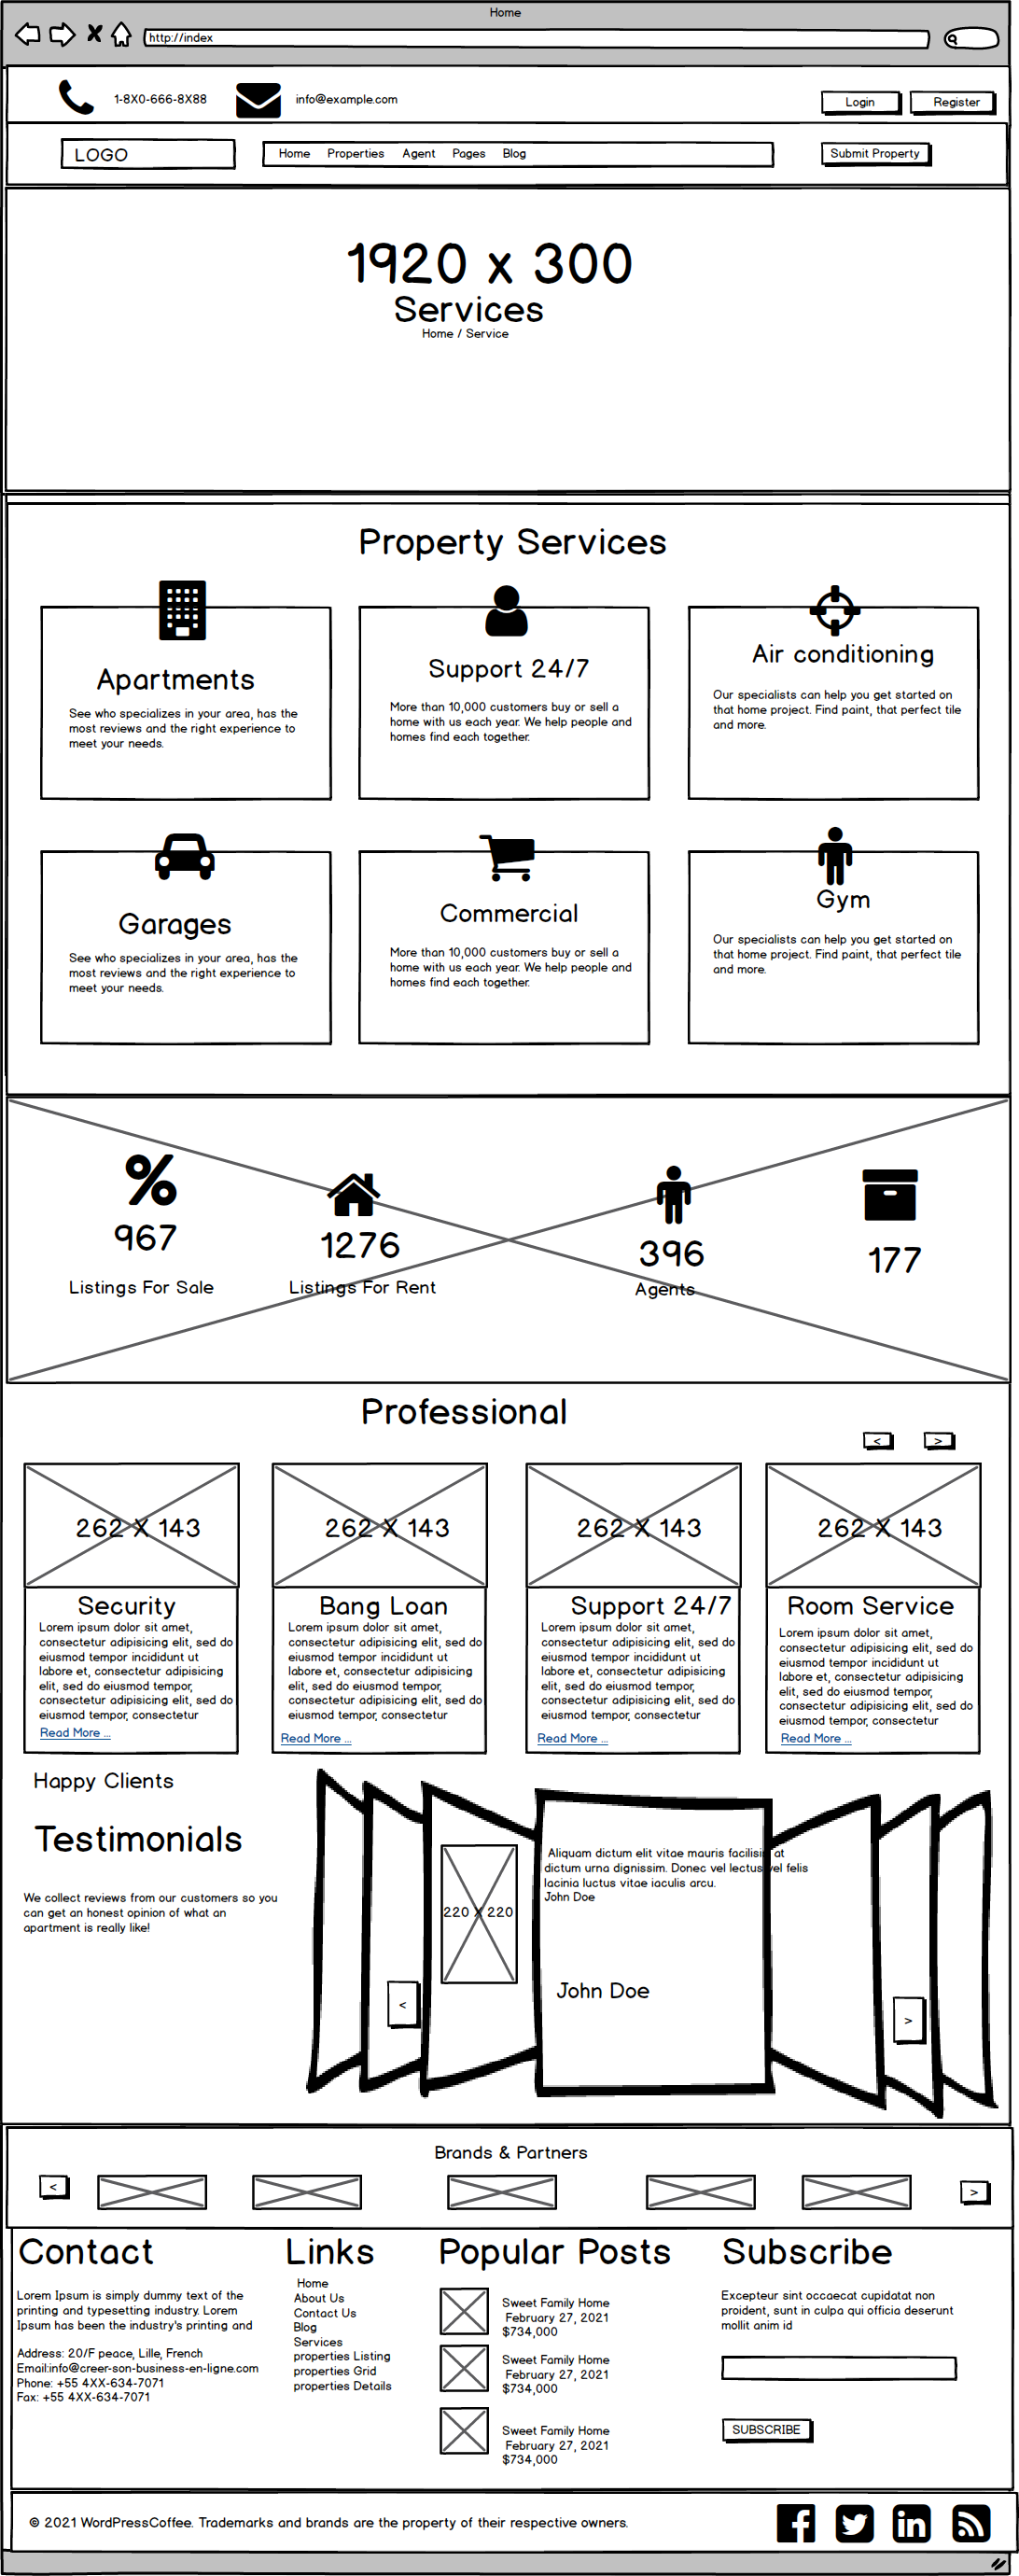 Home
http://index
1-8X0-666-8X88
info@example.com
Login
Register
LOGO
Home Properties Agent Pages Blog
Submit Property
1920 x 300
Services
Home / Service
Property Services
Apartments
See who specializes in your area, has the
most reviews and the right experience to
meet your needs.
Support 24/7
More than 10,000 customers buy or sell a
home with us each year. We help people and
homes find each together.
Air conditioning
Our specialists can help you get started on
that home project. Find paint, that perfect tile
and more.
Garages
See who specializes in your area, has the
most reviews and the right experience to
meet your needs.
Commercial
More than 10,000 customers buy or sell a
home with us each year. We help people and
homes find each together.
Gym
Our specialists can help you get started on
that home project. Find paint, that perfect tile
and more.
%
967
Listings For Sale
1276
Listings For Rent
396
Agents
177
Professional
<
>
262 X 143
Security
Lorem ipsum dolor sit amet,
consectetur adipisicing elit, sed do
eiusmod tempor incididunt ut
labore et, consectetur adipisicing
elit, sed do eiusmod tempor,
consectetur adipisicing elit, sed do
eiusmod tempor, consectetur
Read More ...
262 X 143
Bang Loan
Lorem ipsum dolor sit amet,
consectetur adipisicing elit, sed do
eiusmod tempor incididunt ut
labore et, consectetur adipisicing
elit, sed do eiusmod tempor,
consectetur adipisicing elit, sed do
eiusmod tempor, consectetur
Read More ...
262 X 143
Support 24/7
Lorem ipsum dolor sit amet,
consectetur adipisicing elit, sed do
eiusmod tempor incididunt ut
labore et, consectetur adipisicing
elit, sed do eiusmod tempor,
consectetur adipisicing elit, sed do
eiusmod tempor, consectetur
Read More ...
262 X 143
Room Service
Lorem ipsum dolor sit amet,
consectetur adipisicing elit, sed do
eiusmod tempor incididunt ut
labore et, consectetur adipisicing
elit, sed do eiusmod tempor,
consectetur adipisicing elit, sed do
eiusmod tempor, consectetur
Read More ...
Happy Clients
Testimonials
We collect reviews from our customers so you
can get an honest opinion of what an
apartment is really like!
<
220 x 220
Aliquam dictum elit vitae mauris facilisis at
dictum urna dignissim. Donec vel lectus vel felis
lacinia luctus vitae iaculis arcu.
John Doe
John Doe
>
Brands & Partners
<
>
Contact
Lorem Ipsum is simply dummy text of the
printing and typesetting industry. Lorem
Ipsum has been the industry's printing and
Address: 20/F peace, Lille, French
Email:info@creer-son-business-en-ligne.com
Phone: +55 4XX-634-7071
Fax: +55 4XX-634-7071
Links
Home
About Us
Contact Us
Blog
Services
properties Listing
properties Grid
properties Details
Popular Posts
Sweet Family Home
February 27, 2021
$734,000
Sweet Family Home
February 27, 2021
$734,000
Sweet Family Home
February 27, 2021
$734,000
Subscribe
Excepteur sint occaecat cupidatat non
proident, sunt in culpa qui officia deserunt
mollit anim id
SUBSCRIBE
© 2021 WordPressCoffee. Trademarks and brands are the property of their respective owners.